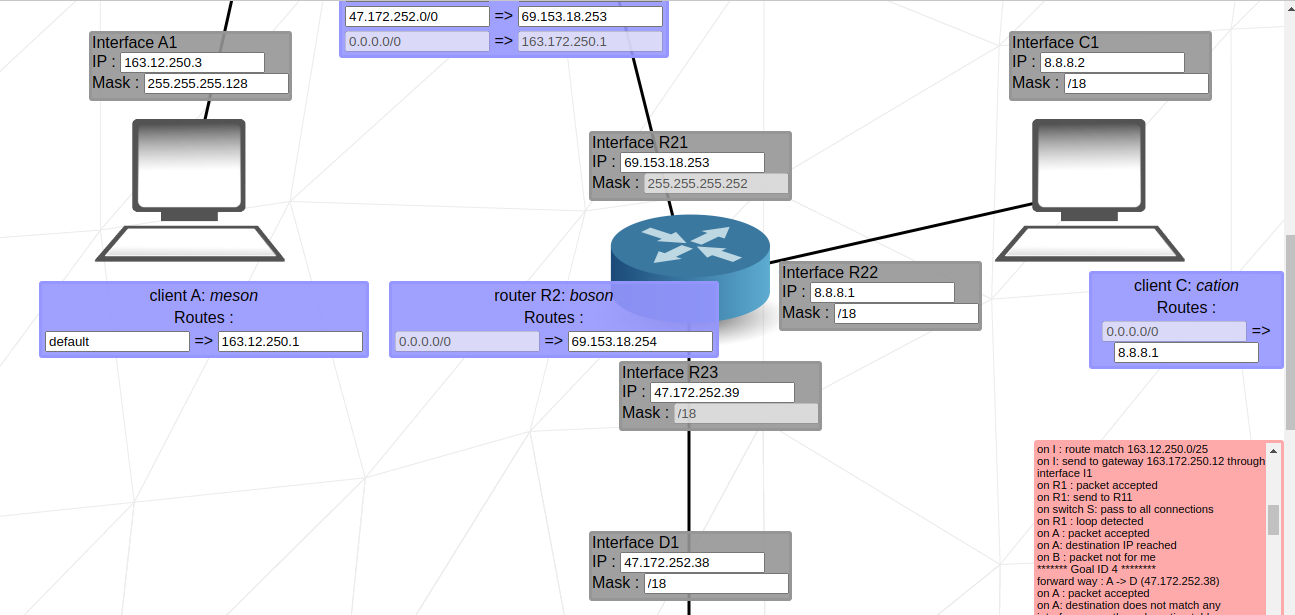 47.172.252.0/0 => 69.153.18.253
0.0.0.0/0 => 163.172.250.1
Interface A1
IP : 163.12.250.3
Mask : 255.255.255.128
Interface C1
IP : 8.8.8.2
Mask : /18
Interface R21
IP : 69.153.18.253
Mask : 255.255.255.252
Interface R22
IP : 8.8.8.1
Mask : /18
client A: meson
Routes :
default => 163.12.250.1
router R2: boson
Routes :
0.0.0.0/0 => 69.153.18.254
client C: cation
Routes :
0.0.0.0/0 =>
8.8.8.1
Interface R23
IP : 47.172.252.39
Mask : /18
Interface D1
IP : 47.172.252.38
Mask : /18
on I : route match 163.12.250.0/25
on I: send to gateway 163.172.250.12 through
interface I1
on R1 : packet accepted
on R1: send to R11
on switch S: pass to all connections
on R1 : loop detected
on A : packet accepted
on A: destination IP reached
on B : packet not for me
******* Goal ID 4 ********
forward way : A -> D (47.172.252.38)
on A : packet accepted
on A: destination does not match any